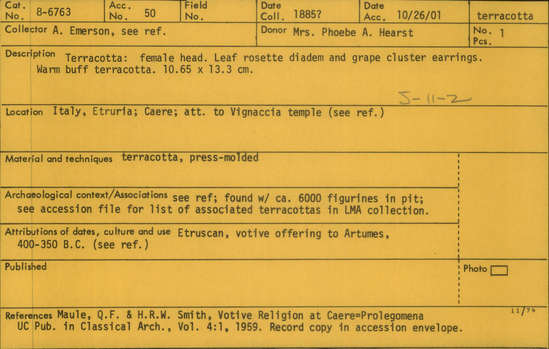 Cat. No. 8-6763 Acc. No. 50 Field No. Date Coll. 1885? Date Acc. 10/26/01 terracotta
Collector A. Emerson, see ref. Donor Mrs. Phoebe A. Hearst No. Pcs. 1
Description Terracotta: female head. Leaf rosette diadem and grape cluster earrings.
Warm buff terracotta. 10.65 x 13.3 cm.
5-11-2
Location Italy, Etruria; Caere; att. to Vignaccia temple (see ref.)
Material and techniques terracotta, press-molded
Archaeological context/Associations see ref; found w/ ca. 6000 figurines in pit;
see accession file for list of associated terracottas in LMA collection.
Attributions of dates, culture and use Etruscan, votive offering to Artumes,
400-350 B.C. (see ref.)
Published Photo
11/74
References Maule, Q.F. & H.R.W. Smith, Votive Religion at Caere=Prolegomena
UC Pub. in Classical Arch., Vol. 4:1, 1959. Record copy in accession envelope.